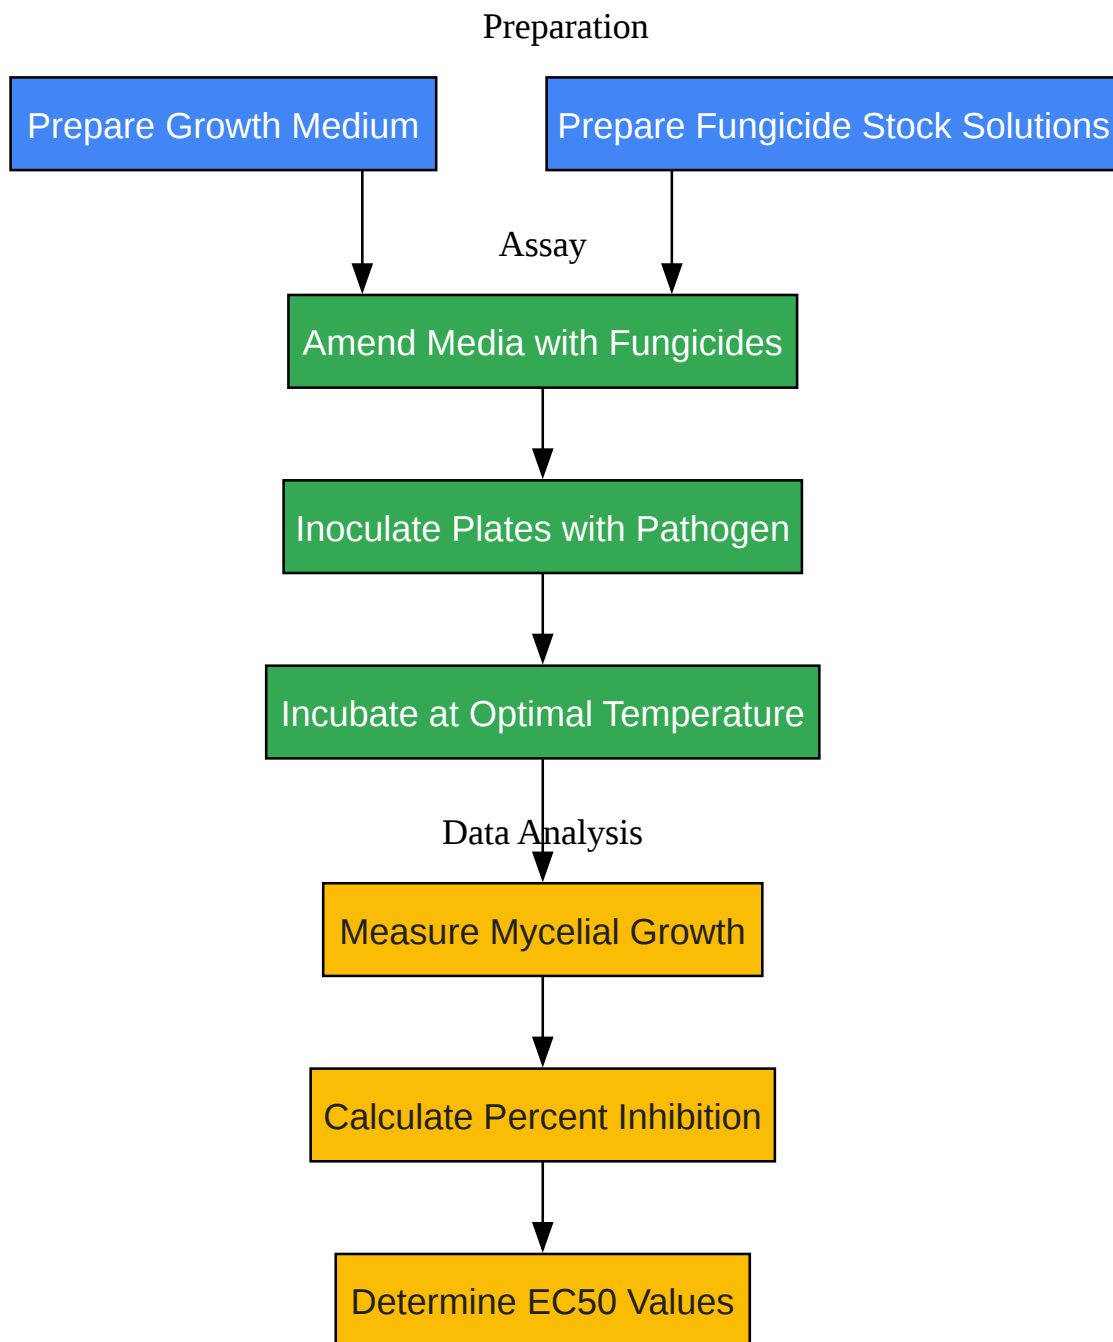 Preparation
Prepare Growth Medium
Prepare Fungicide Stock Solutions
Assay
Amend Media with Fungicides
Inoculate Plates with Pathogen
Incubate at Optimal Temperature
Data Analysis
Measure Mycelial Growth
Calculate Percent Inhibition
Determine EC50 Values